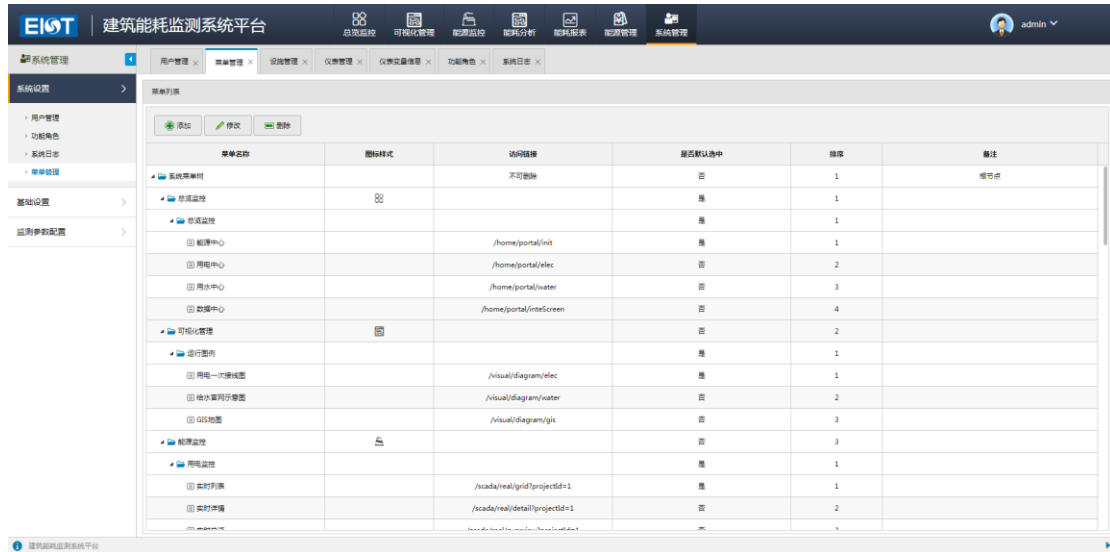 EIOT 建筑能耗监测系统平台 总览监控 可视化管理 能源监控 能耗分析 能耗报表 能源管理 系统管理 admin
系统管理 用户管理 菜单管理 设施管理 仪表管理 仪表变量信息 功能角色 系统日志
系统设置 菜单列表
用户管理
功能角色
系统日志
菜单管理
基础设置
监测参数配置
添加 修改 删除
菜单名称 图标样式 访问链接 是否默认选中 排序 备注
系统菜单树 不可删除 否 1 根节点
总览监控 是 1
总览监控 是 1
能源中心 /home/portal/init 是 1
用电中心 /home/portal/elec 否 2
用水中心 /home/portal/water 否 3
数据中心 /home/portal/inteScreen 否 4
可视化管理 否 2
运行图例 是 1
用电一次接线图 /visual/diagram/elec 是 1
给水管网示意图 /visual/diagram/water 否 2
GIS地图 /visual/diagram/gis 否 3
能源监控 否 3
用电监控 是 1
实时列表 /scada/real/grid?projectId=1 是 1
实时详情 /scada/real/detail?projectId=1 否 2
建筑能耗监测系统平台